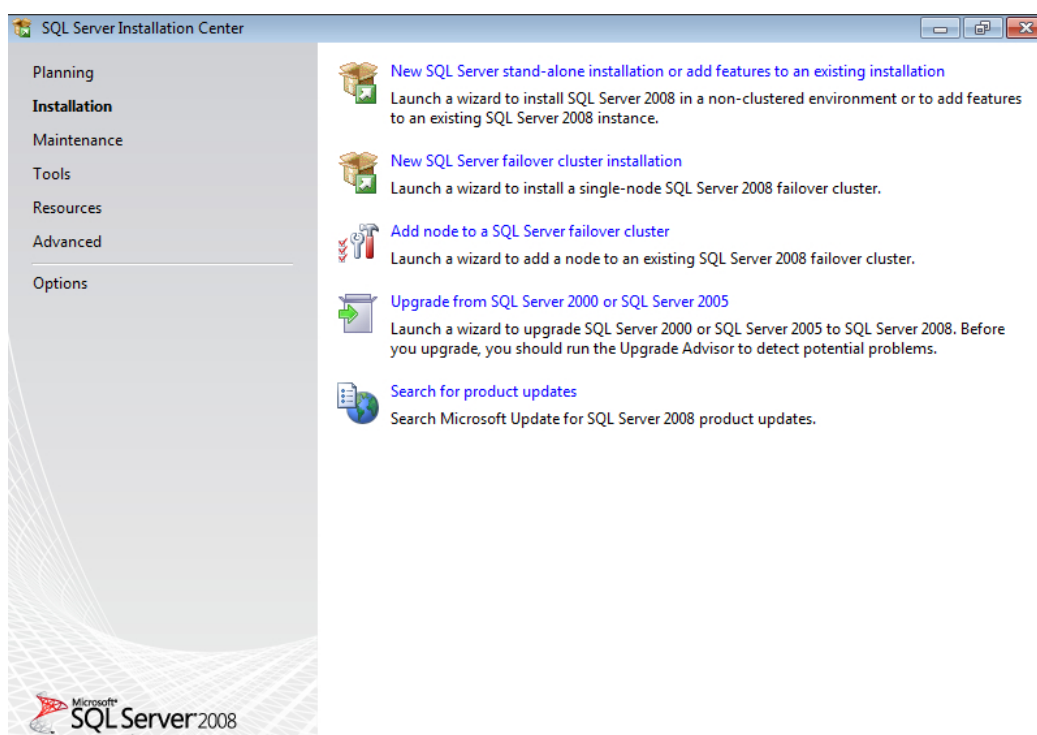 SQL Server Installation Center
Planning
Installation
Maintenance
Tools
Resources
Advanced
Options
New SQL Server stand-alone installation or add features to an existing installation
Launch a wizard to install SQL Server 2008 in a non-clustered environment or to add features
to an existing SQL Server 2008 instance.
New SQL Server failover cluster installation
Launch a wizard to install a single-node SQL Server 2008 failover cluster.
Add node to a SQL Server failover cluster
Launch a wizard to add a node to an existing SQL Server 2008 failover cluster.
Upgrade from SQL Server 2000 or SQL Server 2005
Launch a wizard to upgrade SQL Server 2000 or SQL Server 2005 to SQL Server 2008. Before
you upgrade, you should run the Upgrade Advisor to detect potential problems.
Search for product updates
Search Microsoft Update for SQL Server 2008 product updates.
Microsoft®
SQL Server®2008